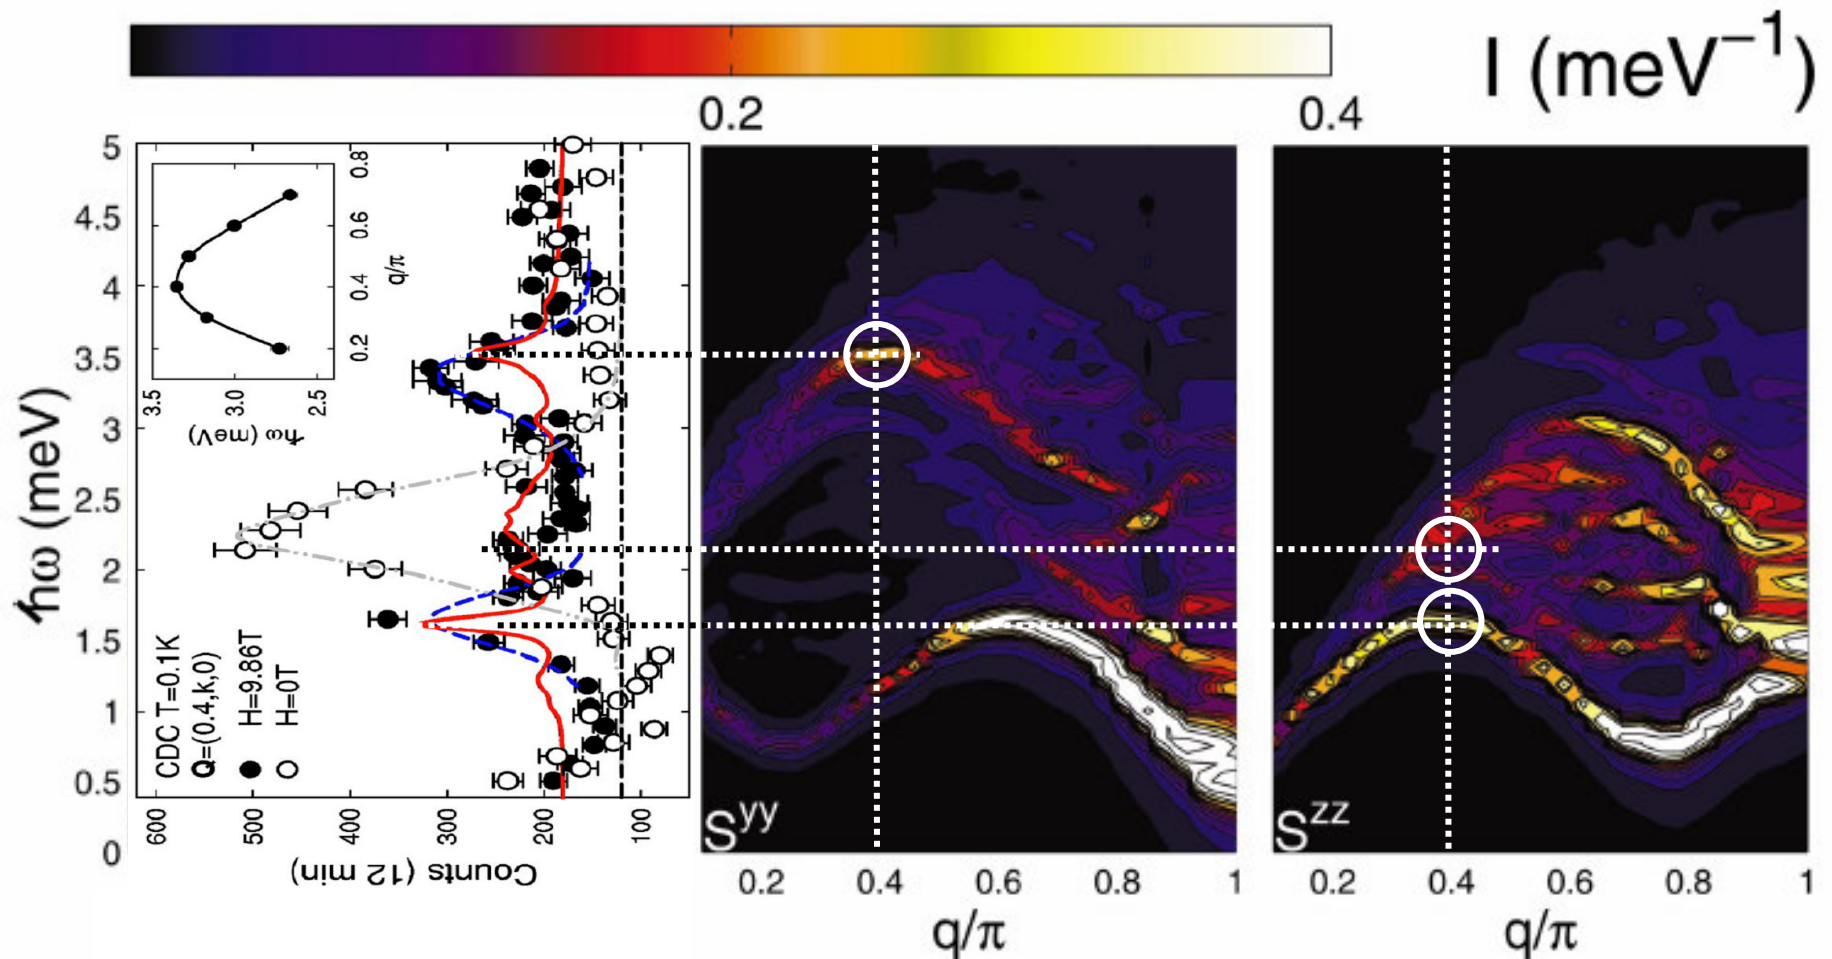 0.2 0.4
I (meV⁻¹)
ħω (meV)
5
4.5
4
3.5
3
2.5
2
1.5
1
0.5
0
3.5 3.0 2.5
ħω (meV)
0.2 0.4 0.6 0.8
q/π
CDC T=0.1K
Q=(0.4,k,0)
H=9.86T
H=0T
600 500 400 300 200 100
Counts (12 min)
S^yy
0.2 0.4 0.6 0.8 1
q/π
S^zz
0.2 0.4 0.6 0.8 1
q/π